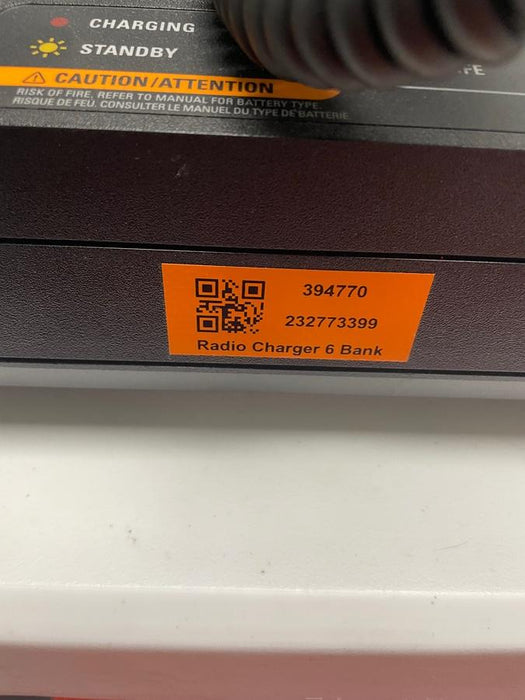 CHARGING
STANDBY
CAUTION/ATTENTION
RISK OF FIRE. REFER TO MANUAL FOR BATTERY TYPE.
RISQUE DE FEU. CONSULTER LE MANUEL DU TYPE DE BATTERIE
394770
232773399
Radio Charger 6 Bank